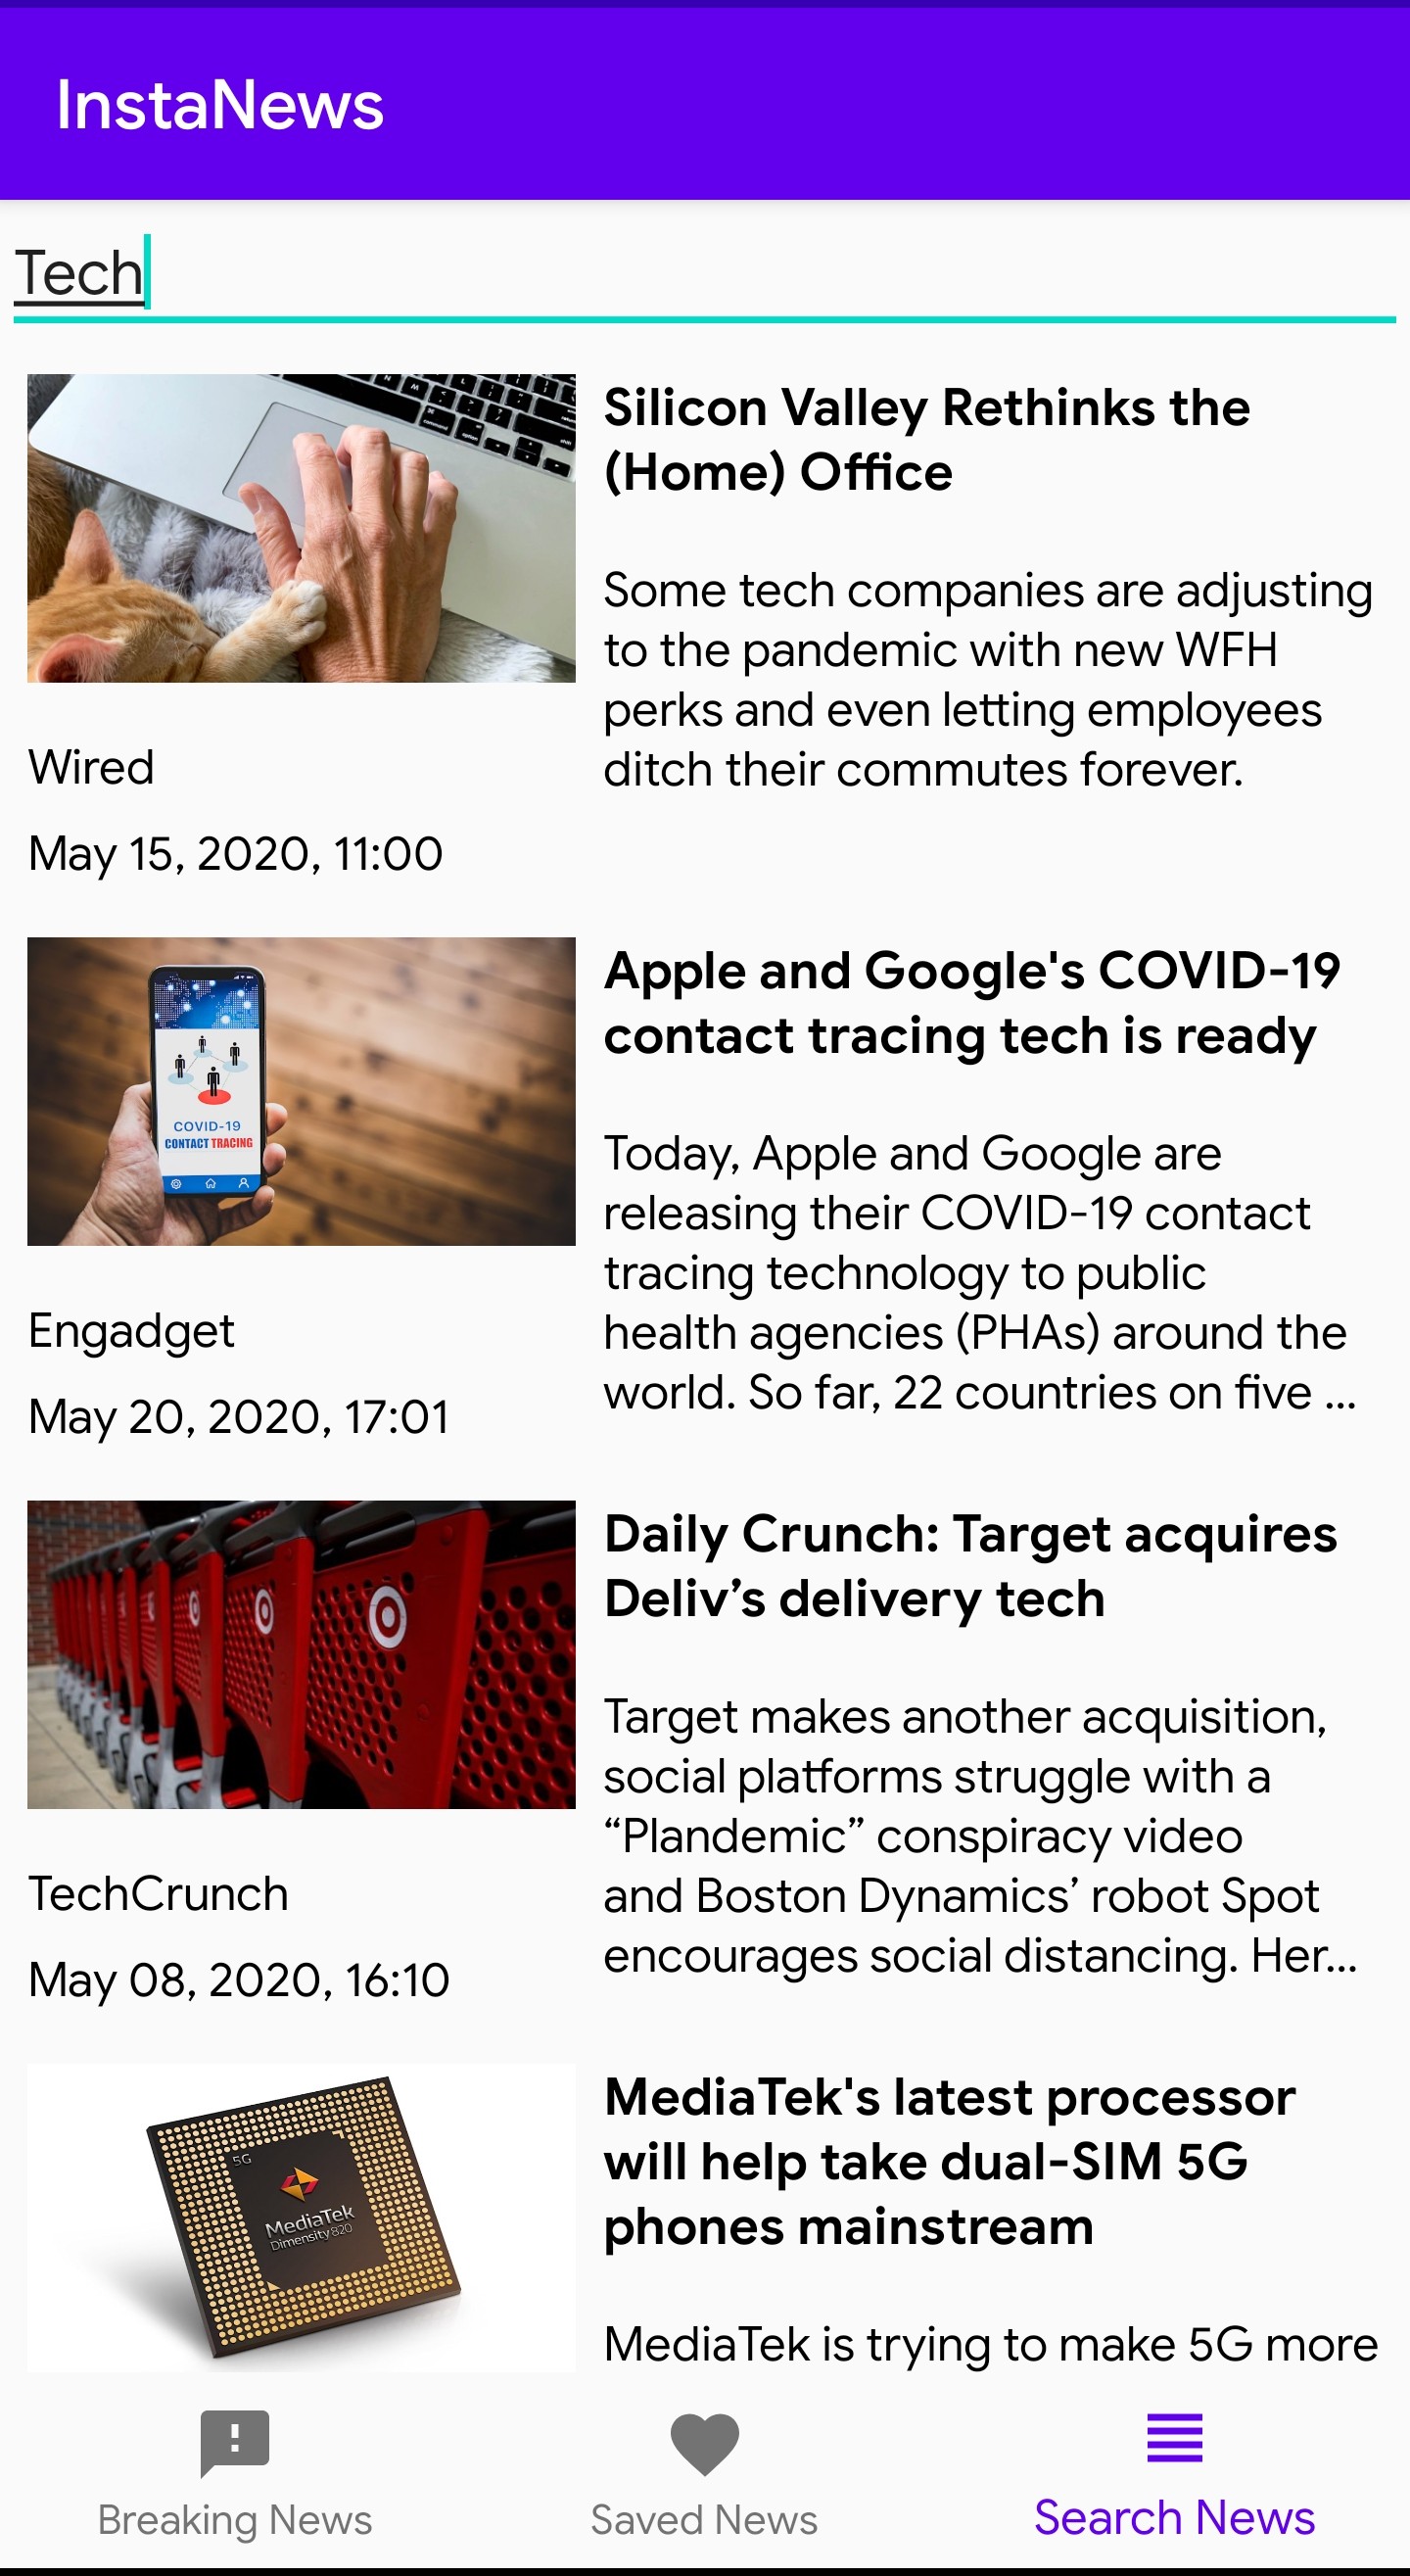 InstaNews
Tech
Silicon Valley Rethinks the
(Home) Office
Some tech companies are adjusting
to the pandemic with new WFH
perks and even letting employees
ditch their commutes forever.
Wired
May 15, 2020, 11:00
COVID-19
CONTACT TRACING
Apple and Google's COVID-19
contact tracing tech is ready
Today, Apple and Google are
releasing their COVID-19 contact
tracing technology to public
health agencies (PHAs) around the
world. So far, 22 countries on five ...
Engadget
May 20, 2020, 17:01
Daily Crunch: Target acquires
Deliv’s delivery tech
Target makes another acquisition,
social platforms struggle with a
“Plandemic” conspiracy video
and Boston Dynamics’ robot Spot
encourages social distancing. Her...
TechCrunch
May 08, 2020, 16:10
5G
MediaTek
Dimensity 820
MediaTek's latest processor
will help take dual-SIM 5G
phones mainstream
MediaTek is trying to make 5G more
Breaking News
Saved News
Search News